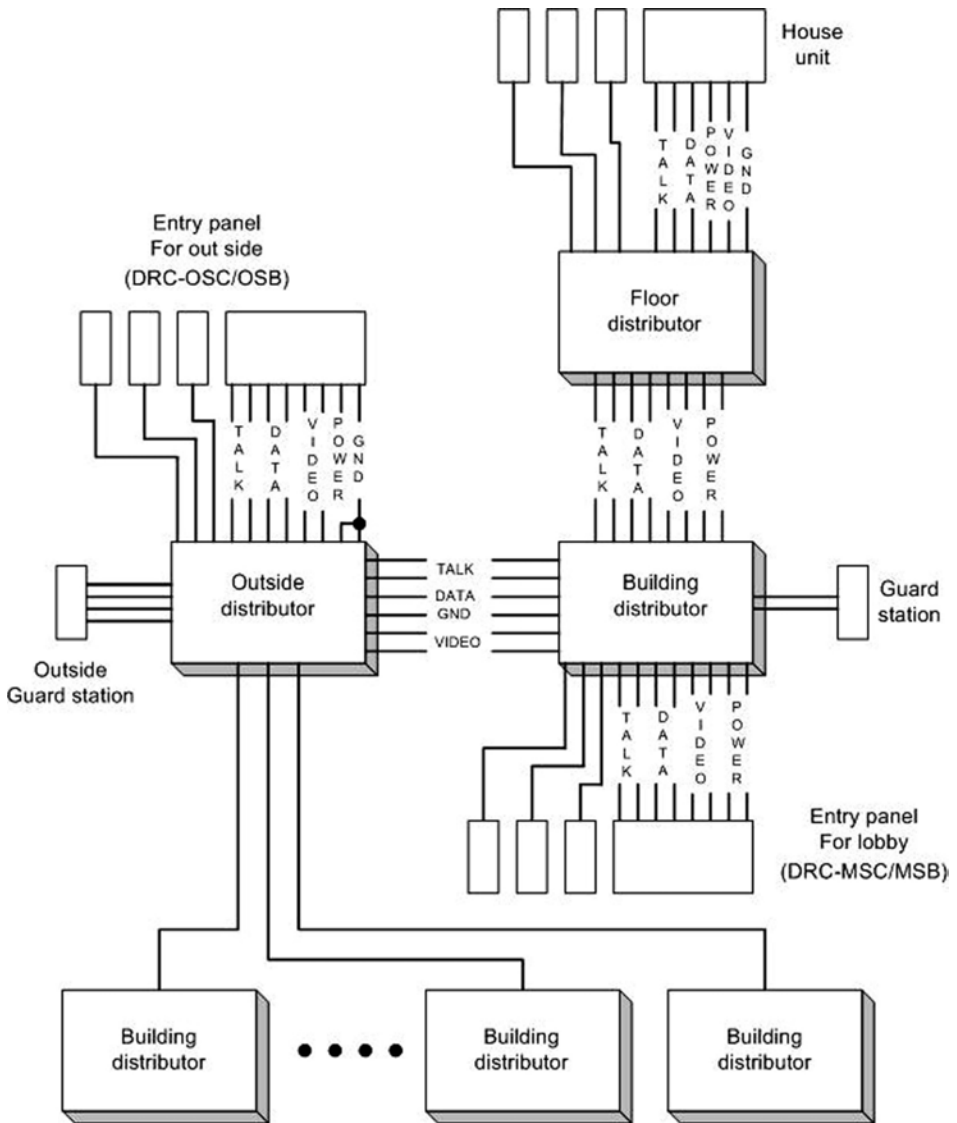 House
unit
TALK
DATA
POWER
VIDEO
GND
Entry panel
For out side
(DRC-OSC/OSB)
Floor
distributor
TALK
DATA
VIDEO
POWER
GND
TALK
DATA
VIDEO
POWER
Outside
distributor
TALK
DATA
GND
VIDEO
Building
distributor
Guard
station
Outside
Guard station
TALK
DATA
VIDEO
POWER
Entry panel
For lobby
(DRC-MSC/MSB)
Building
distributor
Building
distributor
Building
distributor